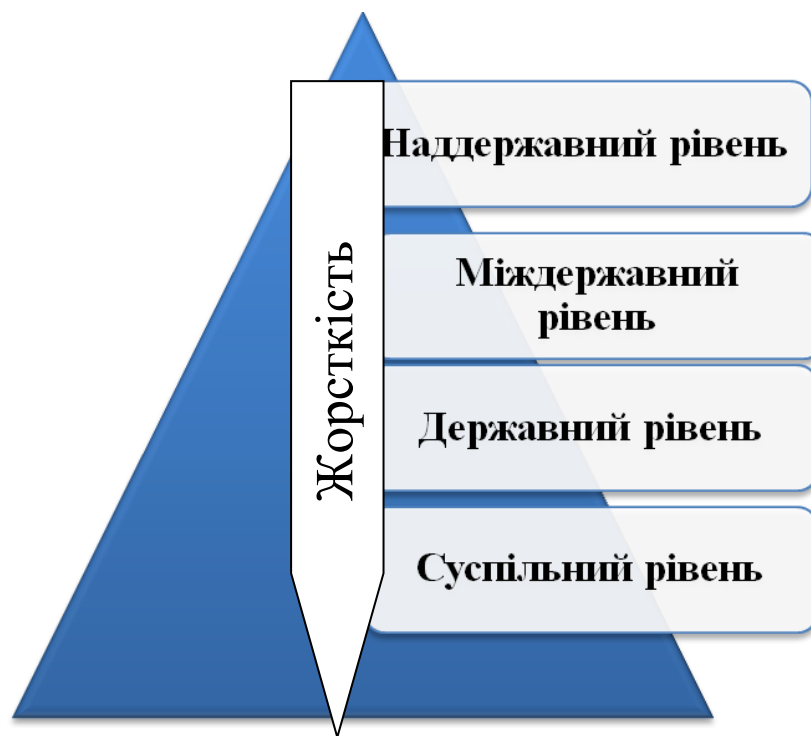 Наддержавний рівень
Міждержавний
рівень
Державний рівень
Суспільний рівень
Жорсткість